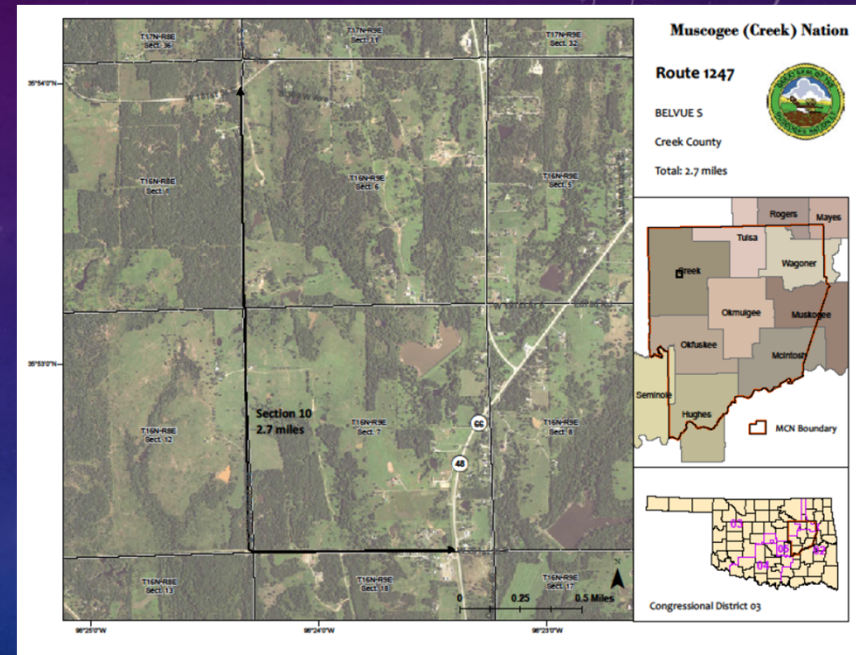 Muscogee (Creek) Nation
Route 1247
BELVUE S
Creek County
Total: 2.7 miles
T17N-R8E
Sect. 36
T17N-R9E
Sect. 31
T17N-R9E
Sect. 32
35°54'0"N
T16N-R8E
Sect. 1
T16N-R9E
Sect. 6
T16N-R9E
Sect. 5
35°53'0"N
Section 10
2.7 miles
T16N-R8E
Sect. 12
T16N-R9E
Sect. 7
T16N-R9E
Sect. 8
66
48
T16N-R8E
Sect. 13
T16N-R9E
Sect. 18
T16N-R9E
Sect. 17
N
0 0.25 0.5 Miles
96°25'0"W
96°24'0"W
96°23'0"W
Rogers
Mayes
Tulsa
Creek
Wagoner
Okmulgee
Muskogee
Okfuskee
McIntosh
Seminole
Hughes
MCN Boundary
03
04
05
02
Congressional District 03